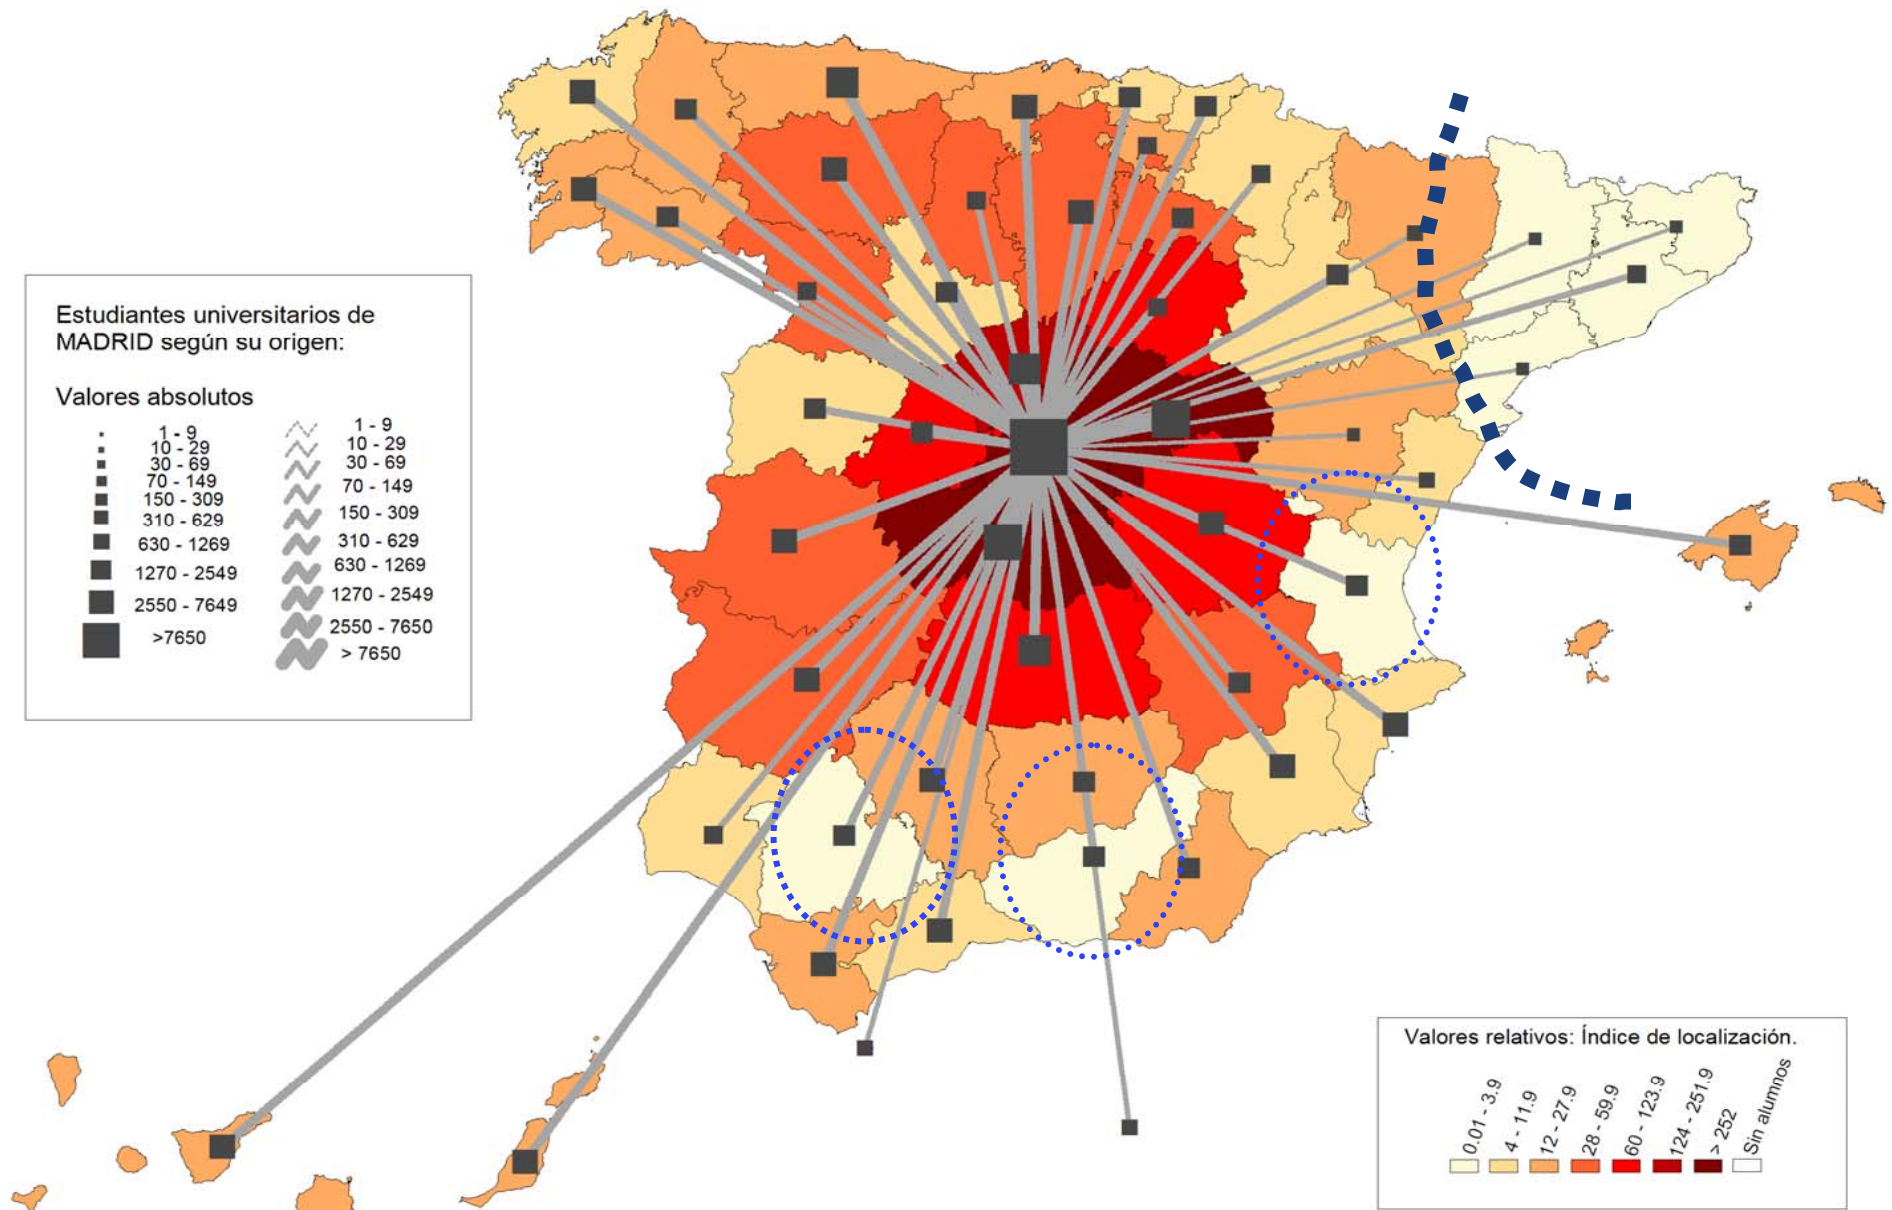 Estudiantes universitarios de
MADRID según su origen:
Valores absolutos
1 - 9
10 - 29
30 - 69
70 - 149
150 - 309
310 - 629
630 - 1269
1270 - 2549
2550 - 7649
>7650
1 - 9
10 - 29
30 - 69
70 - 149
150 - 309
310 - 629
630 - 1269
1270 - 2549
2550 - 7650
> 7650
Valores relativos: Índice de localización.
0.01 - 3.9
4 - 11.9
12 - 27.9
28 - 59.9
60 - 123.9
124 - 251.9
> 252
Sin alumnos